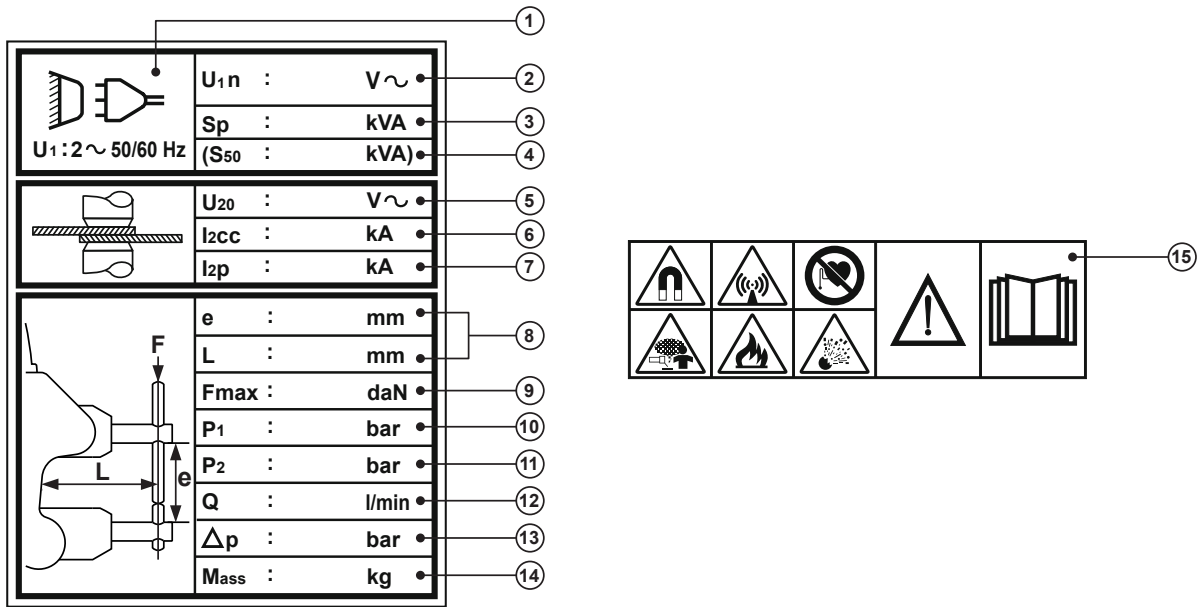 1
U1n : V～ 2
Sp : kVA 3
U1 : 2～ 50/60 Hz (S50 : kVA) 4
U20 : V～ 5
I2cc : kA 6
I2p : kA 7
e : mm
8
L : mm
F
Fmax : daN 9
P1 : bar 10
L e P2 : bar 11
Q : l/min 12
Δp : bar 13
Mass : kg 14
15